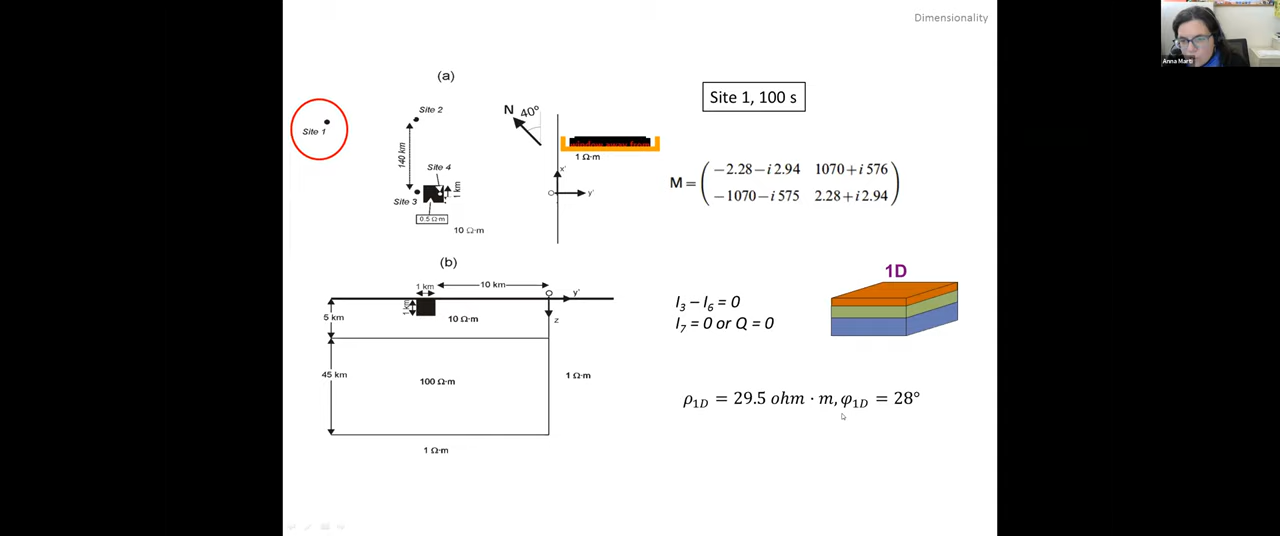 Dimensionality
Anna Martí
(a)
Site 1, 100 s
Site 1
Site 2
N 40°
window away from
1 Ω·m
140 km
Site 4
1 km
x'
y'
O
Site 3
0.5 Ω·m
10 Ω·m
M = ( −2.28 − i 2.94 1070 + i 576
−1070 − i 575 2.28 + i 2.94 )
(b)
1D
1 km
10 km
O
y'
1 km
5 km
10 Ω·m
z
I3 – I6 = 0
I7 = 0 or Q = 0
45 km
100 Ω·m
1 Ω·m
ρ1D = 29.5 ohm · m, φ1D = 28°
1 Ω·m